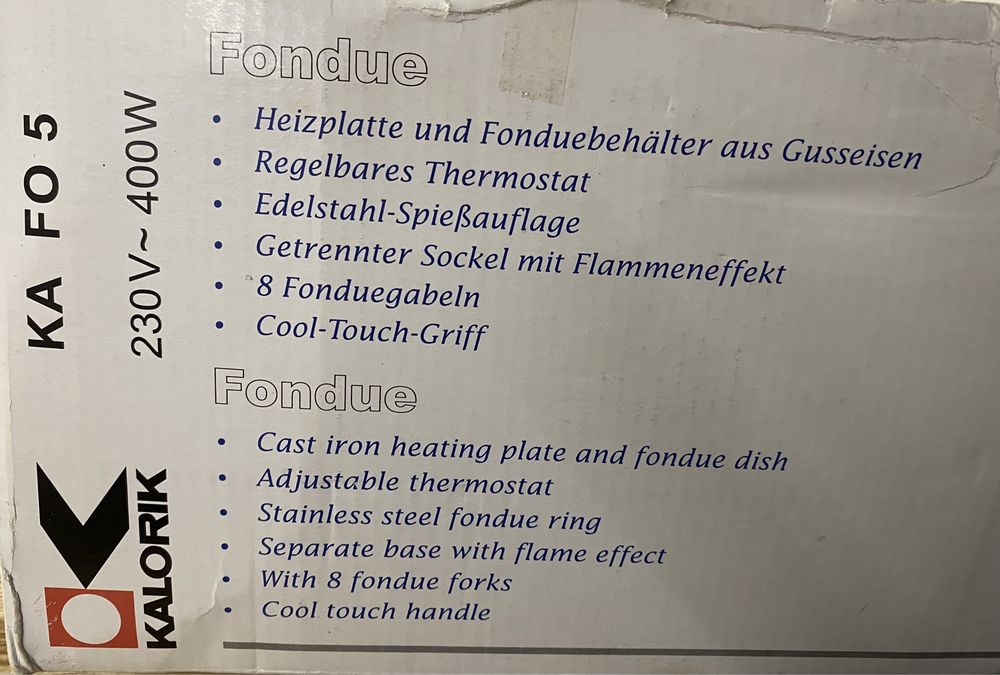 KA FO 5
230V~ 400W
KALORIK
Fondue
• Heizplatte und Fonduebehälter aus Gusseisen
• Regelbares Thermostat
• Edelstahl-Spießauflage
• Getrennter Sockel mit Flammeneffekt
• 8 Fonduegabeln
• Cool-Touch-Griff
Fondue
• Cast iron heating plate and fondue dish
• Adjustable thermostat
• Stainless steel fondue ring
• Separate base with flame effect
• With 8 fondue forks
• Cool touch handle